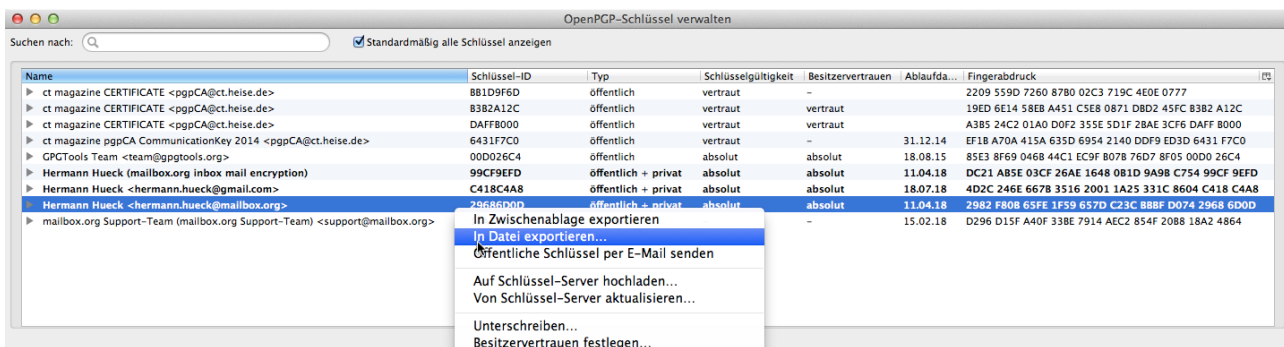 OpenPGP-Schlüssel verwalten
Suchen nach: Standardmäßig alle Schlüssel anzeigen
Name Schlüssel-ID Typ Schlüsselgültigkeit Besitzervertrauen Ablaufda... Fingerabdruck
ct magazine CERTIFICATE <pgpCA@ct.heise.de> BB1D9F6D öffentlich vertraut – 2209 559D 7260 87B0 02C3 719C 4E0E 0777
ct magazine CERTIFICATE <pgpCA@ct.heise.de> B3B2A12C öffentlich vertraut vertraut 19ED 6E14 58EB A451 C5E8 0871 DBD2 45FC B3B2 A12C
ct magazine CERTIFICATE <pgpCA@ct.heise.de> DAFFB000 öffentlich vertraut vertraut A3B5 24C2 01A0 D0F2 355E 5D1F 2BAE 3CF6 DAFF B000
ct magazine pgpCA CommunicationKey 2014 <pgpCA@ct.heise.de> 6431F7C0 öffentlich vertraut – 31.12.14 EF1B A70A 415A 635D 6954 2140 DDF9 ED3D 6431 F7C0
GPGTools Team <team@gpgtools.org> 00D026C4 öffentlich absolut absolut 18.08.15 85E3 8F69 046B 44C1 EC9F B07B 76D7 8F05 00D0 26C4
Hermann Hueck (mailbox.org inbox mail encryption) 99CF9EFD öffentlich + privat absolut absolut 11.04.18 DC21 AB5E 03CF 26AE 1648 0B1D 9A9B C754 99CF 9EFD
Hermann Hueck <hermann.hueck@gmail.com> C418C4A8 öffentlich + privat absolut absolut 18.07.18 4D2C 246E 667B 3516 2001 1A25 331C 8604 C418 C4A8
Hermann Hueck <hermann.hueck@mailbox.org> 29686D0D öffentlich + privat absolut absolut 11.04.18 2982 F80B 65FE 1F59 657D C23C BBBF D074 2968 6D0D
mailbox.org Support-Team (mailbox.org Support-Team) <support@mailbox.org> 15.02.18 D296 D15F A40F 33BE 7914 AEC2 854F 20B8 18A2 4864
In Zwischenablage exportieren
In Datei exportieren...
Öffentliche Schlüssel per E-Mail senden
Auf Schlüssel-Server hochladen...
Von Schlüssel-Server aktualisieren...
Unterschreiben...
Besitzervertrauen festlegen...